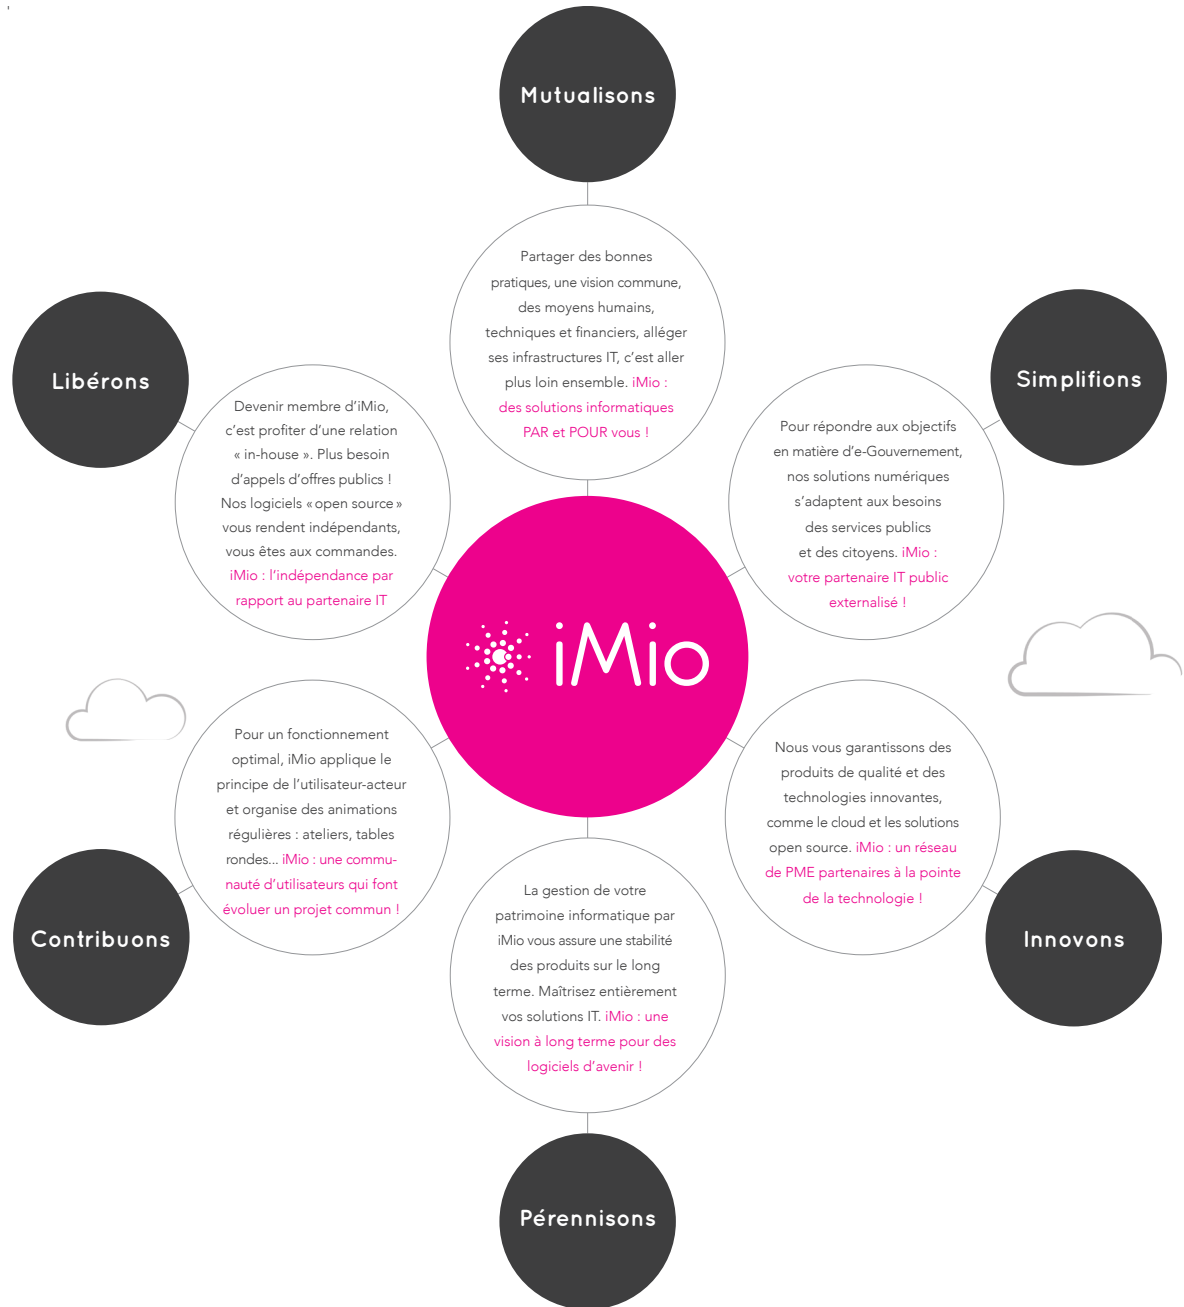 Mutualisons
Partager des bonnes
pratiques, une vision commune,
des moyens humains,
techniques et financiers, alléger
ses infrastructures IT, c’est aller
plus loin ensemble. iMio :
des solutions informatiques
PAR et POUR vous !
Simplifions
Pour répondre aux objectifs
en matière d’e-Gouvernement,
nos solutions numériques
s’adaptent aux besoins
des services publics
et des citoyens. iMio :
votre partenaire IT public
externalisé !
Libérons
Devenir membre d’iMio,
c’est profiter d’une relation
« in-house ». Plus besoin
d’appels d’offres publics !
Nos logiciels « open source »
vous rendent indépendants,
vous êtes aux commandes.
iMio : l’indépendance par
rapport au partenaire IT
iMio
Pour un fonctionnement
optimal, iMio applique le
principe de l’utilisateur-acteur
et organise des animations
régulières : ateliers, tables
rondes... iMio : une commu-
nauté d’utilisateurs qui font
évoluer un projet commun !
Contribuons
Nous vous garantissons des
produits de qualité et des
technologies innovantes,
comme le cloud et les solutions
open source. iMio : un réseau
de PME partenaires à la pointe
de la technologie !
Innovons
La gestion de votre
patrimoine informatique par
iMio vous assure une stabilité
des produits sur le long
terme. Maîtrisez entièrement
vos solutions IT. iMio : une
vision à long terme pour des
logiciels d’avenir !
Pérennisons